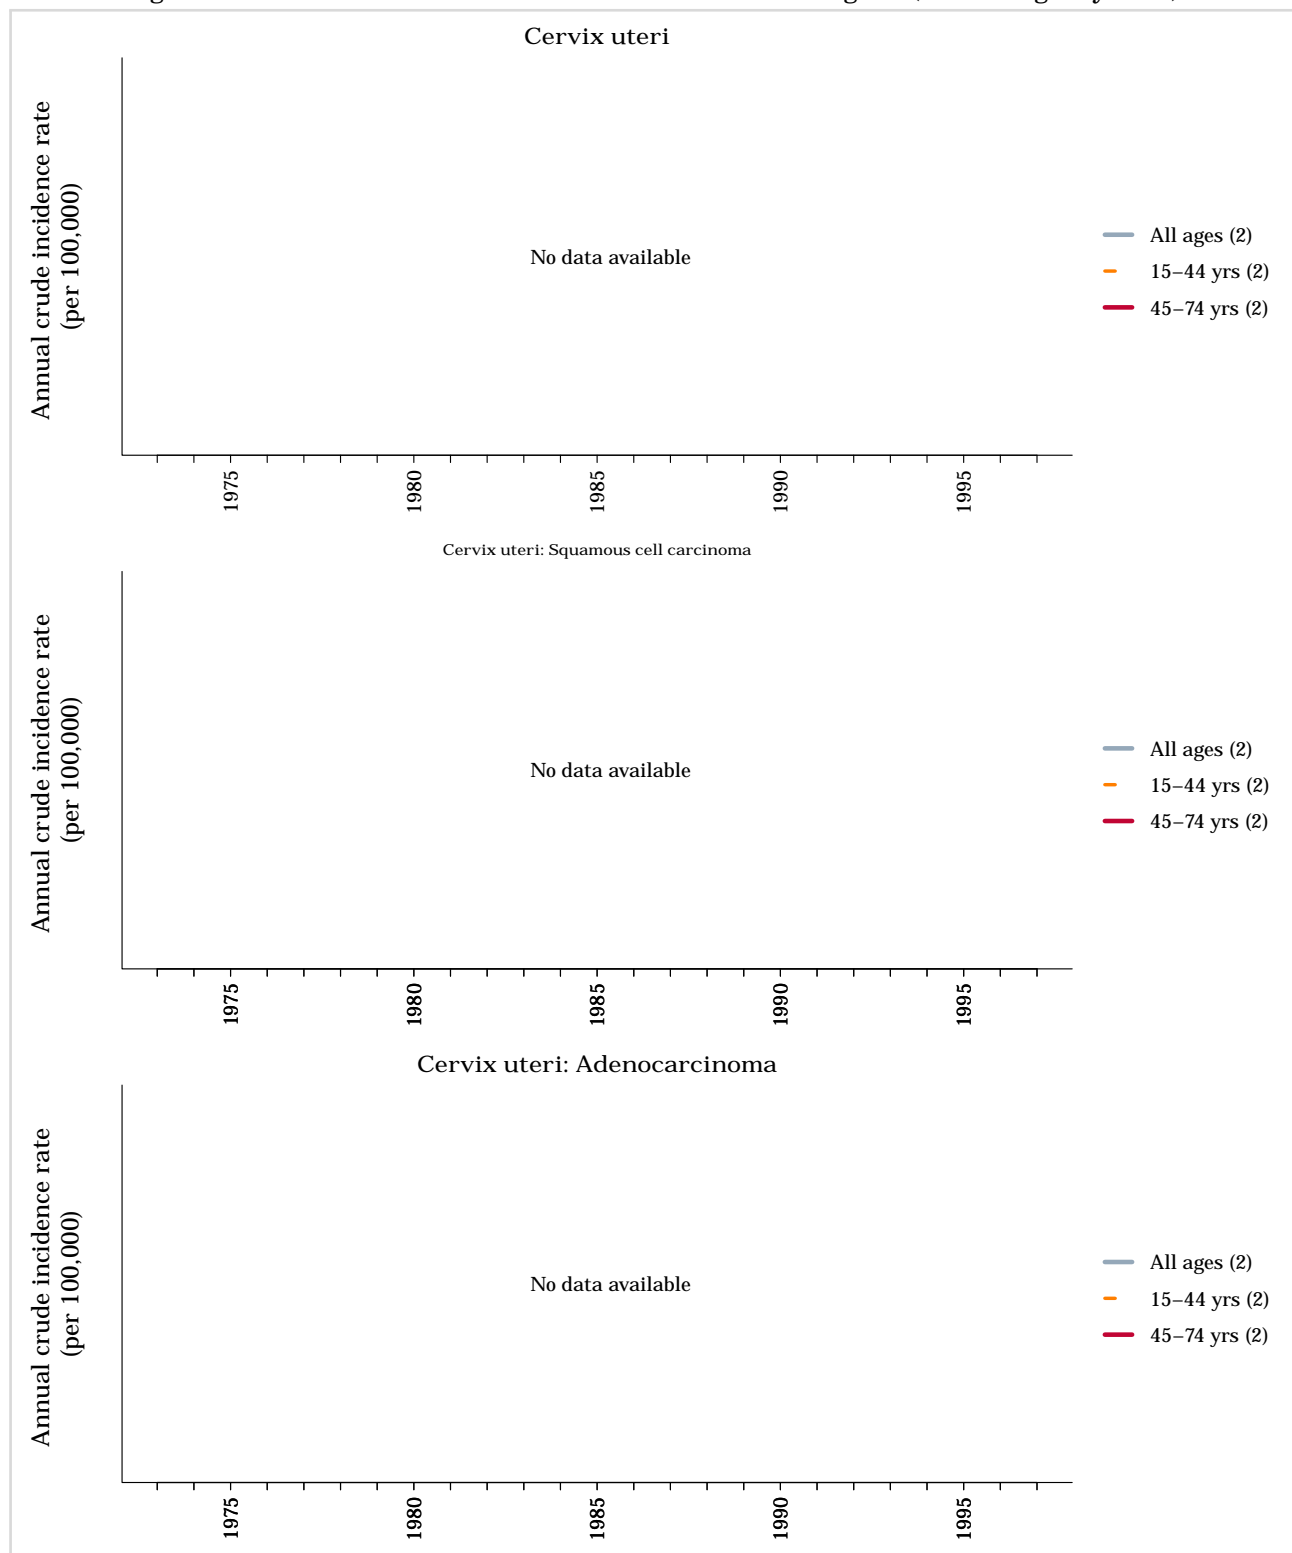 Cervix uteri
Annual crude incidence rate
(per 100,000)
No data available
All ages (2)
15–44 yrs (2)
45–74 yrs (2)
1975
1980
1985
1990
1995
Cervix uteri: Squamous cell carcinoma
Annual crude incidence rate
(per 100,000)
No data available
All ages (2)
15–44 yrs (2)
45–74 yrs (2)
1975
1980
1985
1990
1995
Cervix uteri: Adenocarcinoma
Annual crude incidence rate
(per 100,000)
No data available
All ages (2)
15–44 yrs (2)
45–74 yrs (2)
1975
1980
1985
1990
1995